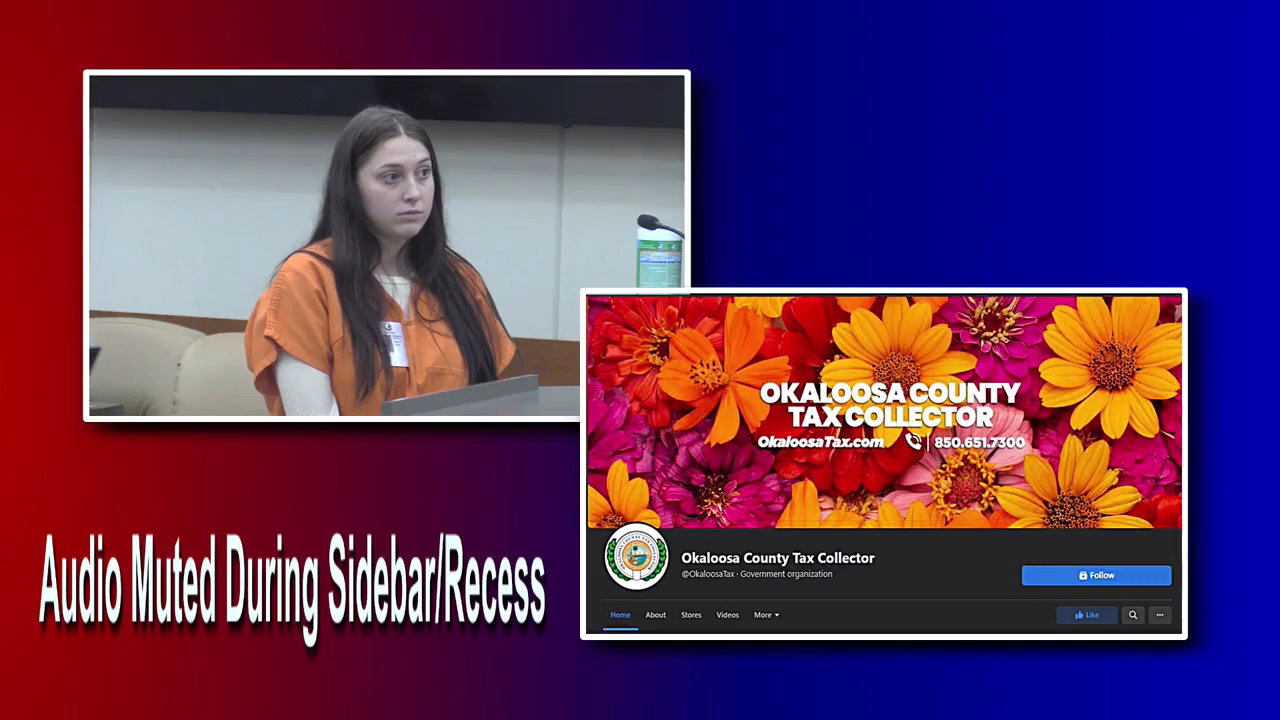 OKALOOSA COUNTY
TAX COLLECTOR
OkaloosaTax.com | 850.651.7300
Okaloosa County Tax Collector
@OkaloosaTax · Government organization
Follow
Home About Stores Videos More
Like
Audio Muted During Sidebar/Recess